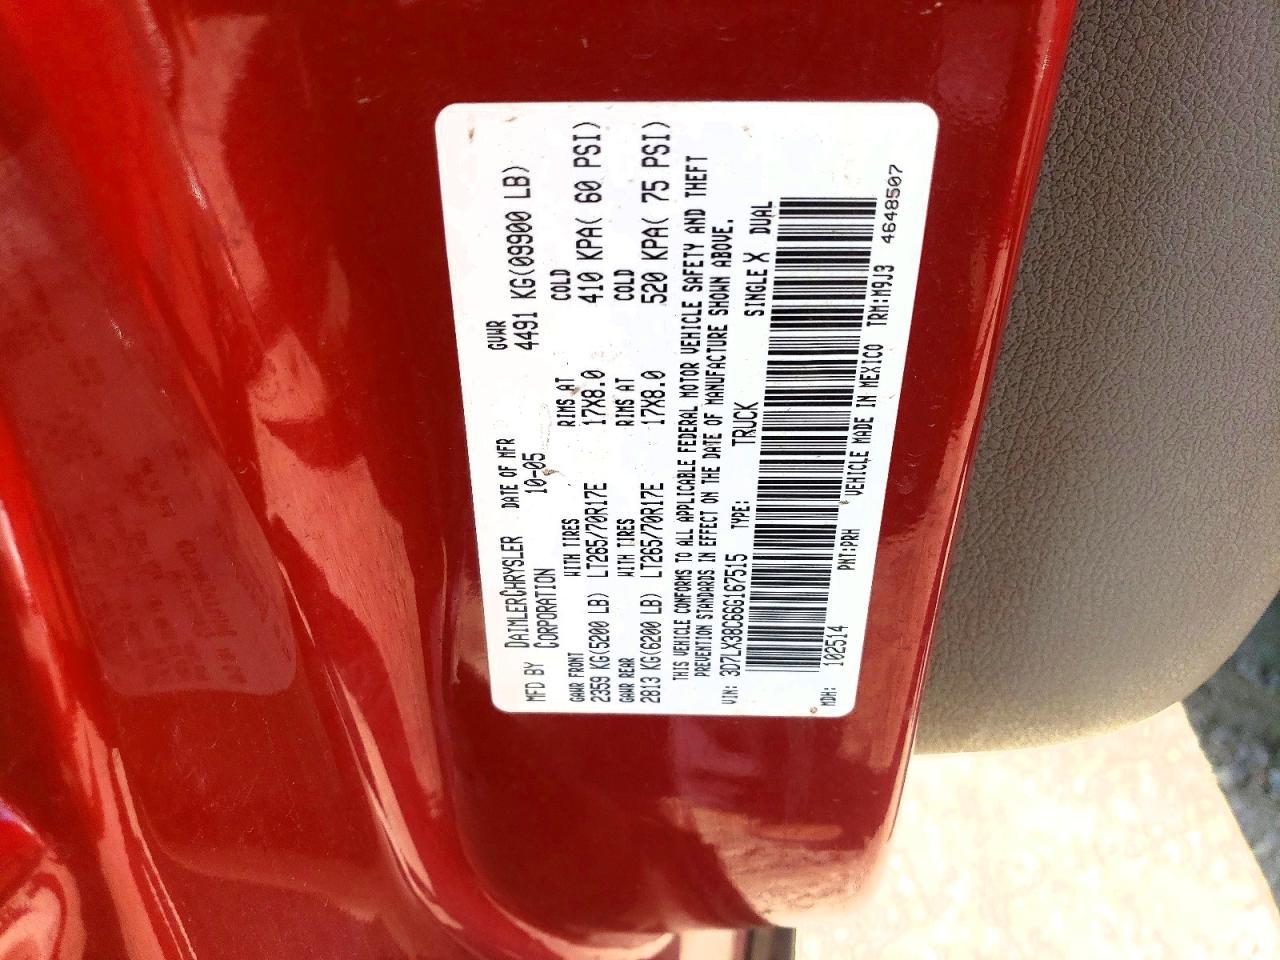 MFD BY DAIMLERCHRYSLER CORPORATION DATE OF MFR 10-05 GVWR 4491 KG(09900 LB)
GAWR FRONT WITH TIRES RIMS AT COLD
2359 KG(5200 LB) LT265/70R17E 17X8.0 410 KPA( 60 PSI)
GAWR REAR WITH TIRES RIMS AT COLD
2813 KG(6200 LB) LT265/70R17E 17X8.0 520 KPA( 75 PSI)
THIS VEHICLE CONFORMS TO ALL APPLICABLE FEDERAL MOTOR VEHICLE SAFETY AND THEFT
PREVENTION STANDARDS IN EFFECT ON THE DATE OF MANUFACTURE SHOWN ABOVE.
VIN: 3D7LX38C66G167515 TYPE: TRUCK SINGLE X DUAL
MDH: 102514 PNT:PRH VEHICLE MADE IN MEXICO TRM:M9J3 4648507